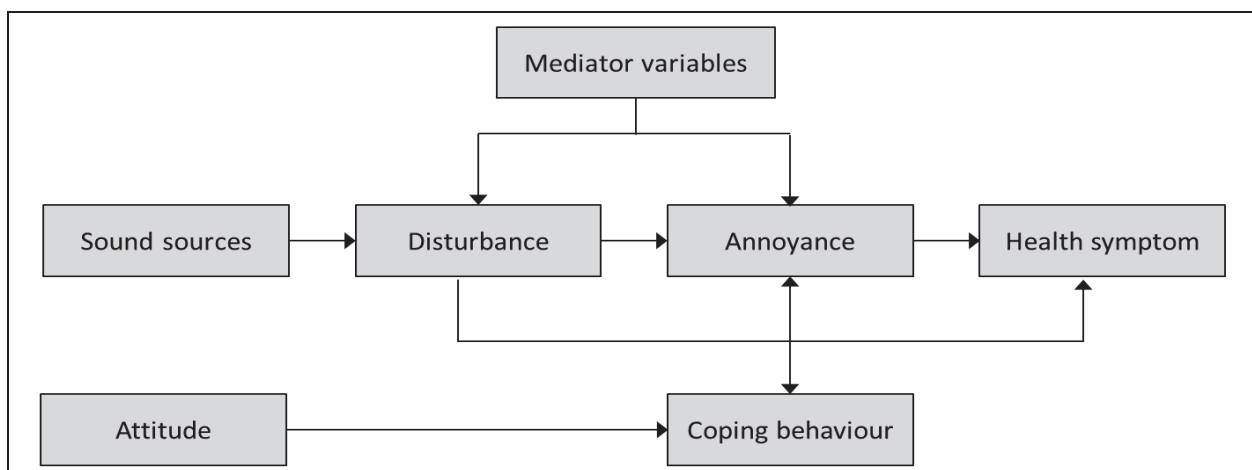 Mediator variables
Sound sources
Disturbance
Annoyance
Health symptom
Attitude
Coping behaviour